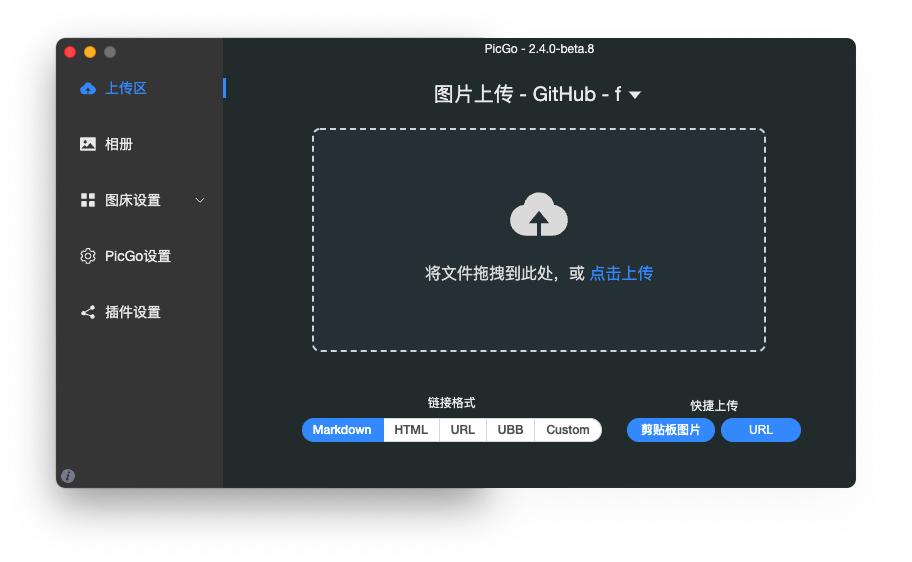 PicGo - 2.4.0-beta.8
上传区
相册
图床设置
PicGo设置
插件设置
图片上传 - GitHub - f
将文件拖拽到此处，或 点击上传
链接格式
Markdown HTML URL UBB Custom
快捷上传
剪贴板图片 URL
i